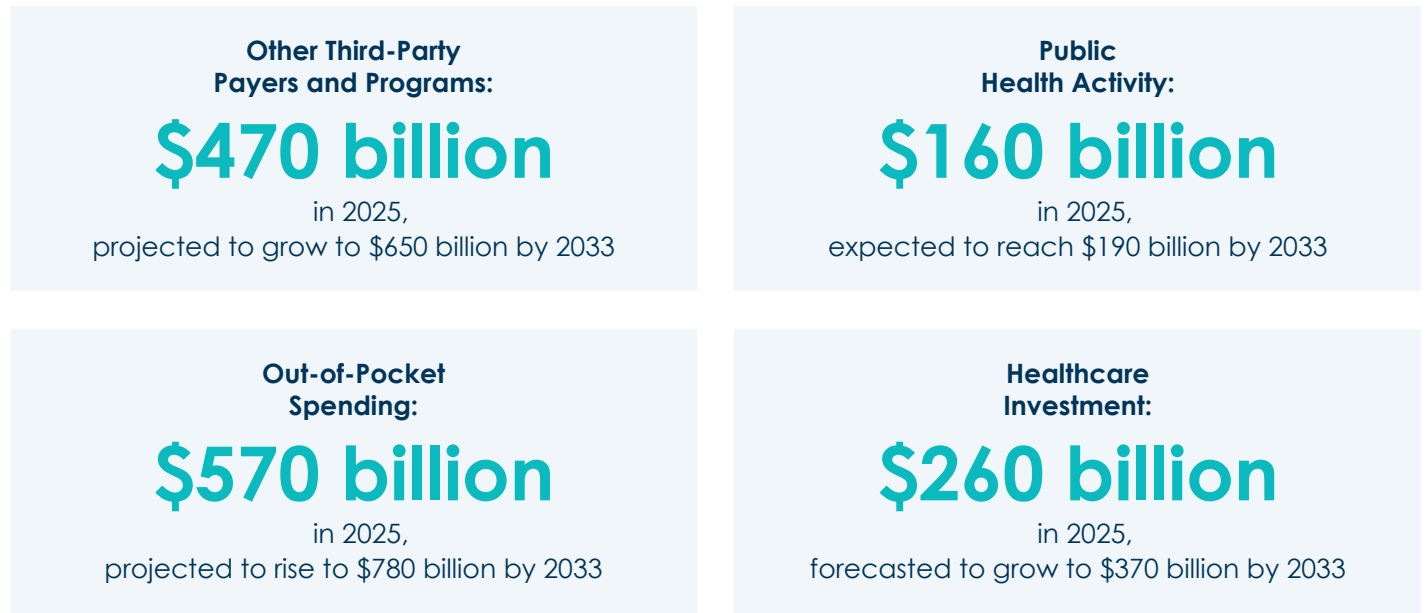 Other Third-Party
Payers and Programs:
$470 billion
in 2025,
projected to grow to $650 billion by 2033
Public
Health Activity:
$160 billion
in 2025,
expected to reach $190 billion by 2033
Out-of-Pocket
Spending:
$570 billion
in 2025,
projected to rise to $780 billion by 2033
Healthcare
Investment:
$260 billion
in 2025,
forecasted to grow to $370 billion by 2033